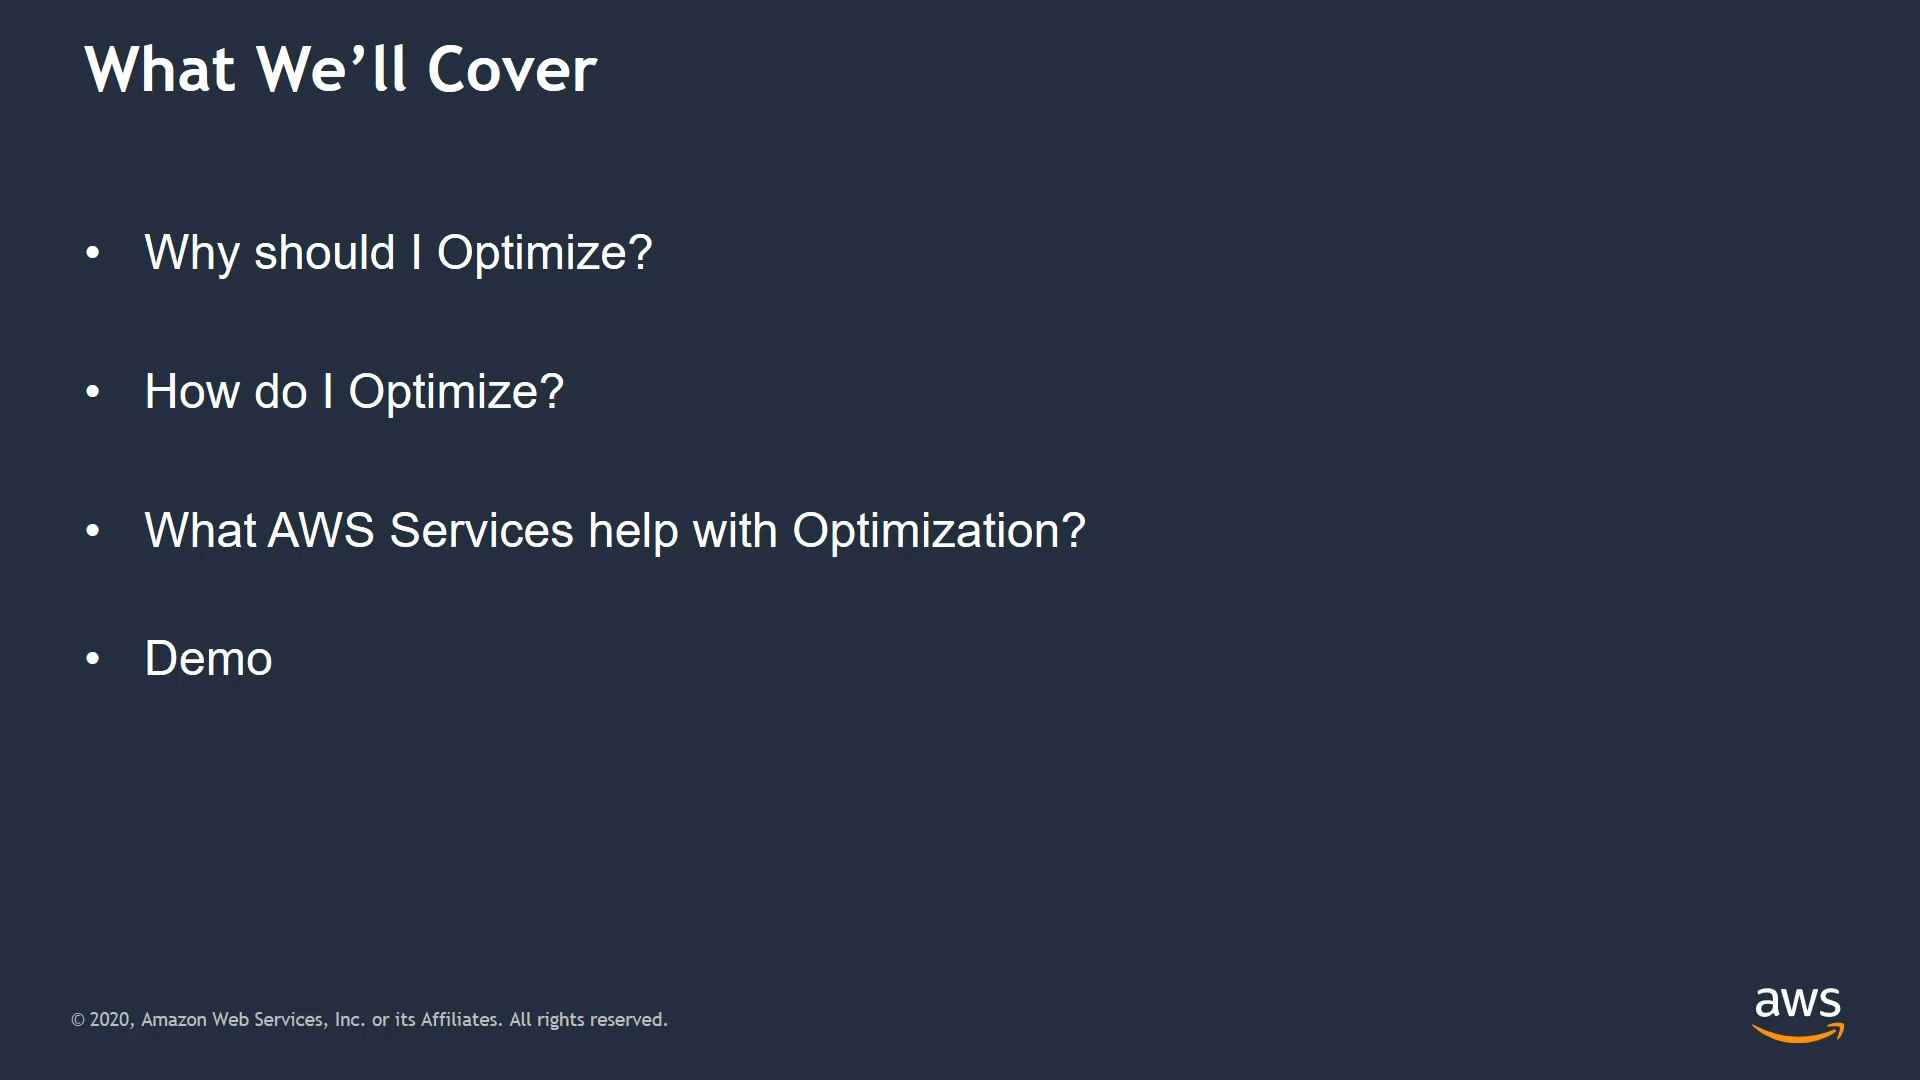 What We’ll Cover
• Why should I Optimize?
• How do I Optimize?
• What AWS Services help with Optimization?
• Demo
© 2020, Amazon Web Services, Inc. or its Affiliates. All rights reserved.
aws